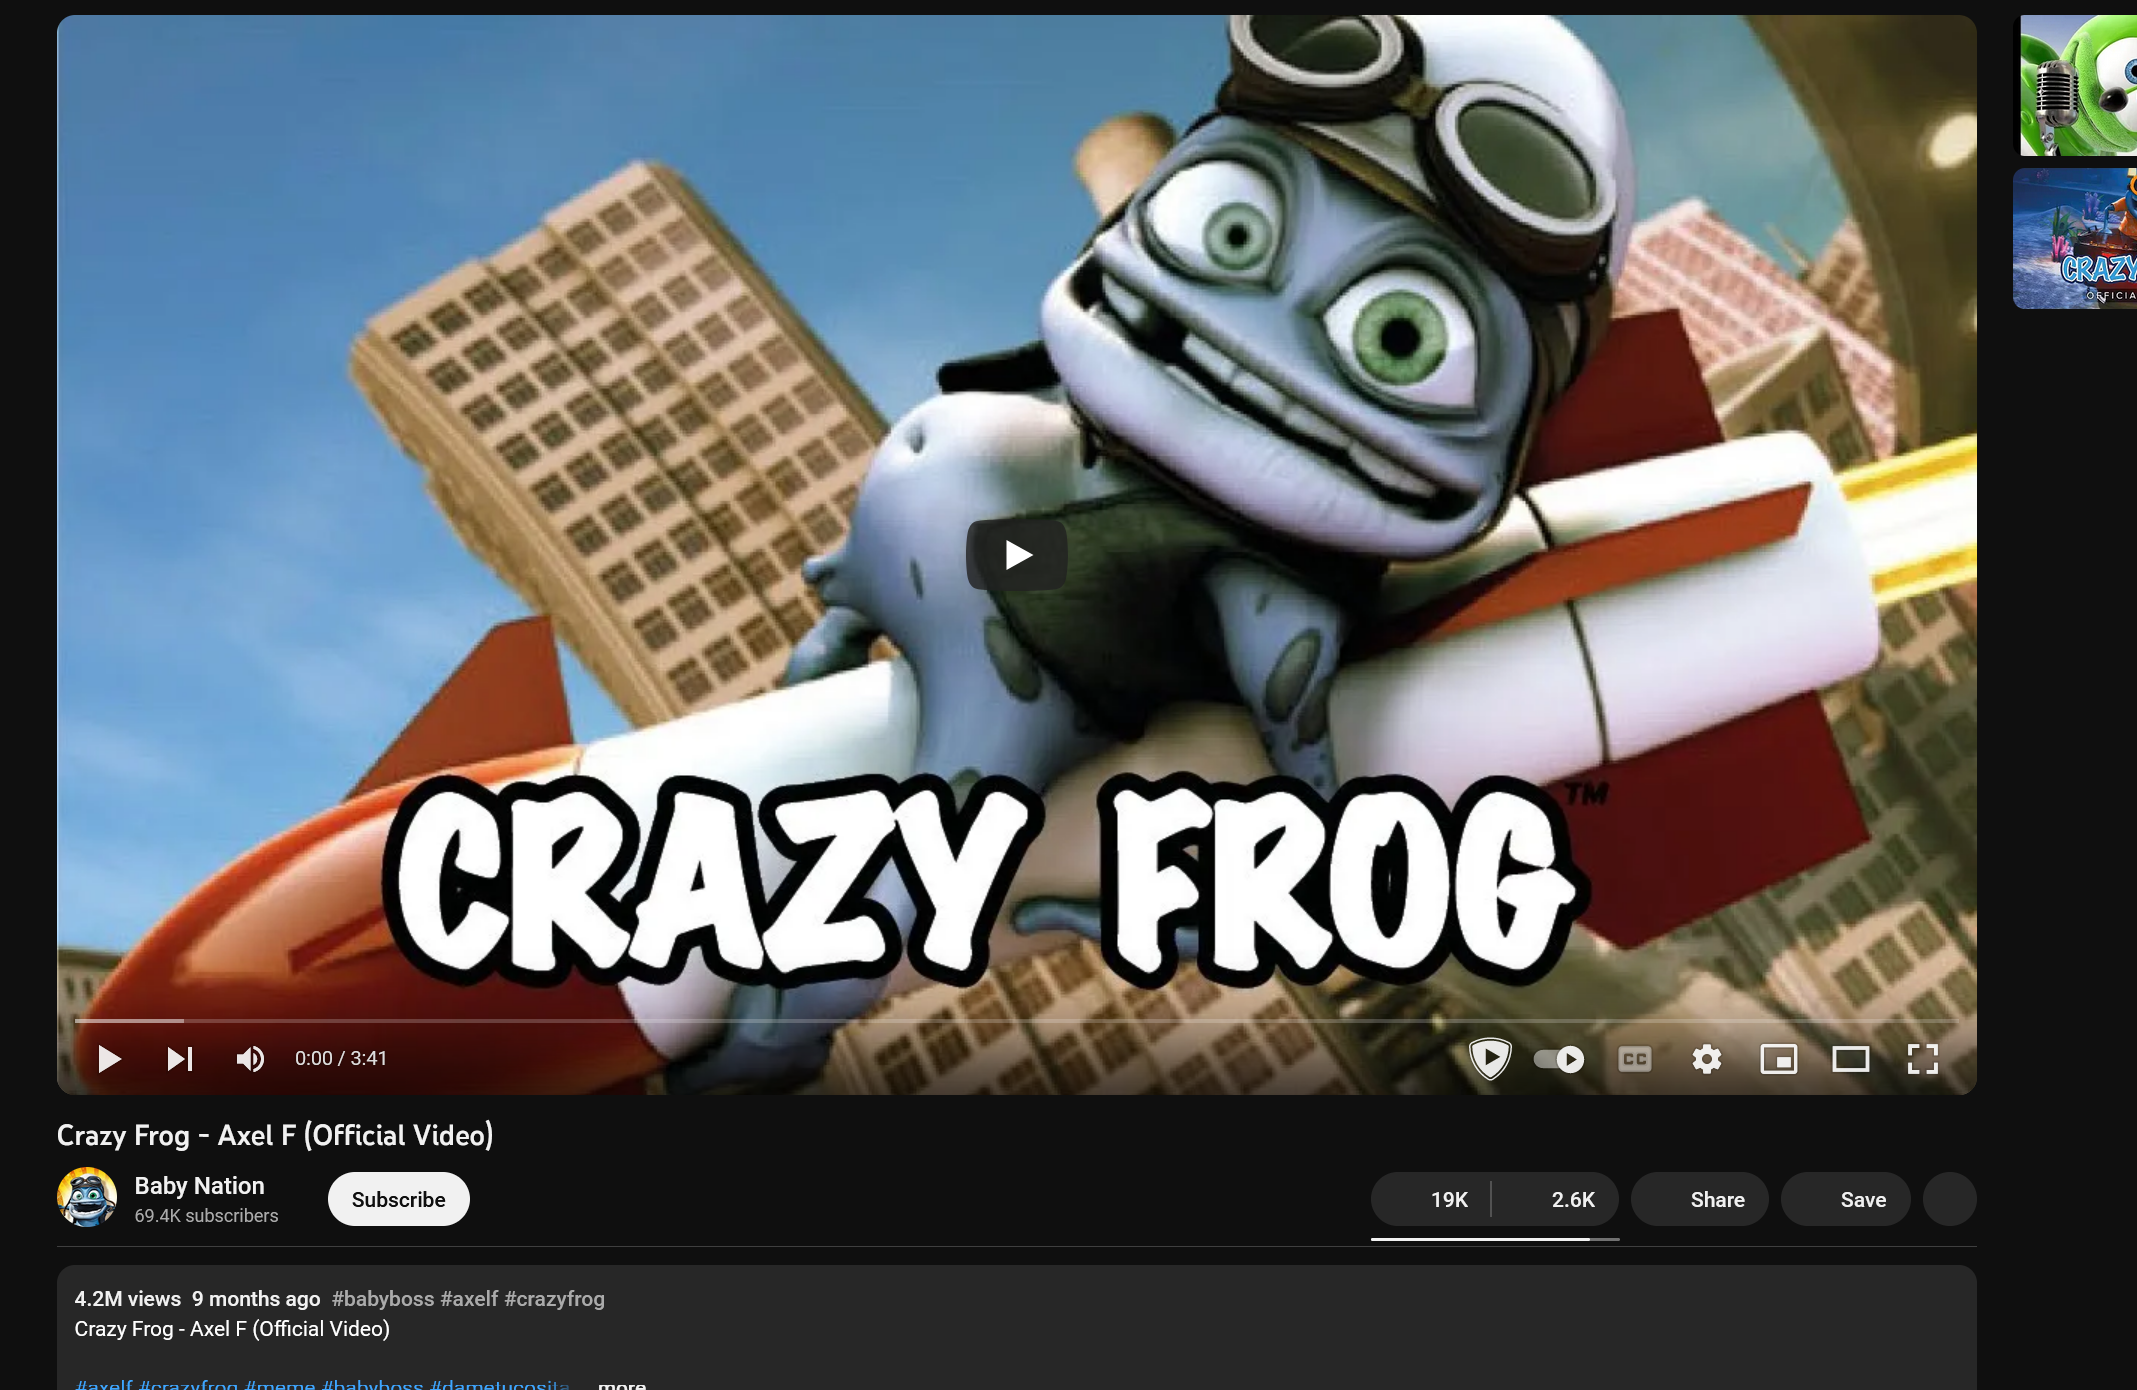 CRAZY FROG™
0:00 / 3:41
CC
CRAZY
OFFICIA
Crazy Frog - Axel F (Official Video)
Baby Nation
69.4K subscribers
Subscribe
19K
2.6K
Share
Save
4.2M views 9 months ago #babyboss #axelf #crazyfrog
Crazy Frog - Axel F (Official Video)
#axelf #crazyfrog #meme #babyboss #dametucosita more